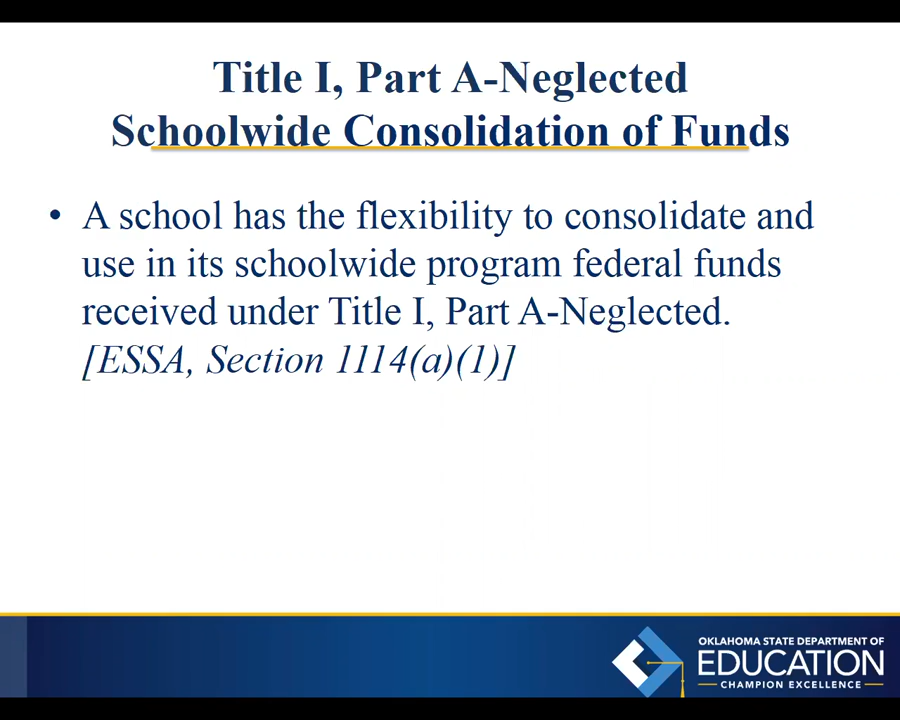 Title I, Part A-Neglected
Schoolwide Consolidation of Funds
• A school has the flexibility to consolidate and
use in its schoolwide program federal funds
received under Title I, Part A-Neglected.
[ESSA, Section 1114(a)(1)]
OKLAHOMA STATE DEPARTMENT OF
EDUCATION
CHAMPION EXCELLENCE